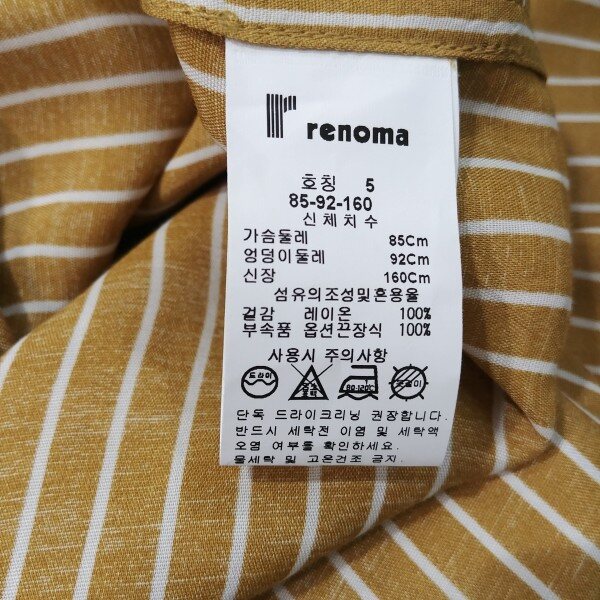 renoma
호칭 5
85-92-160
신체치수
가슴둘레 85Cm
엉덩이둘레 92Cm
신장 160Cm
섬유의조성및혼용율
겉감 레이온 100%
부속품 옵션끈장식 100%
사용시 주의사항
드라이 80-120℃
단독 드라이크리닝 권장합니다.
반드시 세탁전 이염 및 세탁액
오염 여부를 확인하세요.
물세탁 및 고온건조 금지.